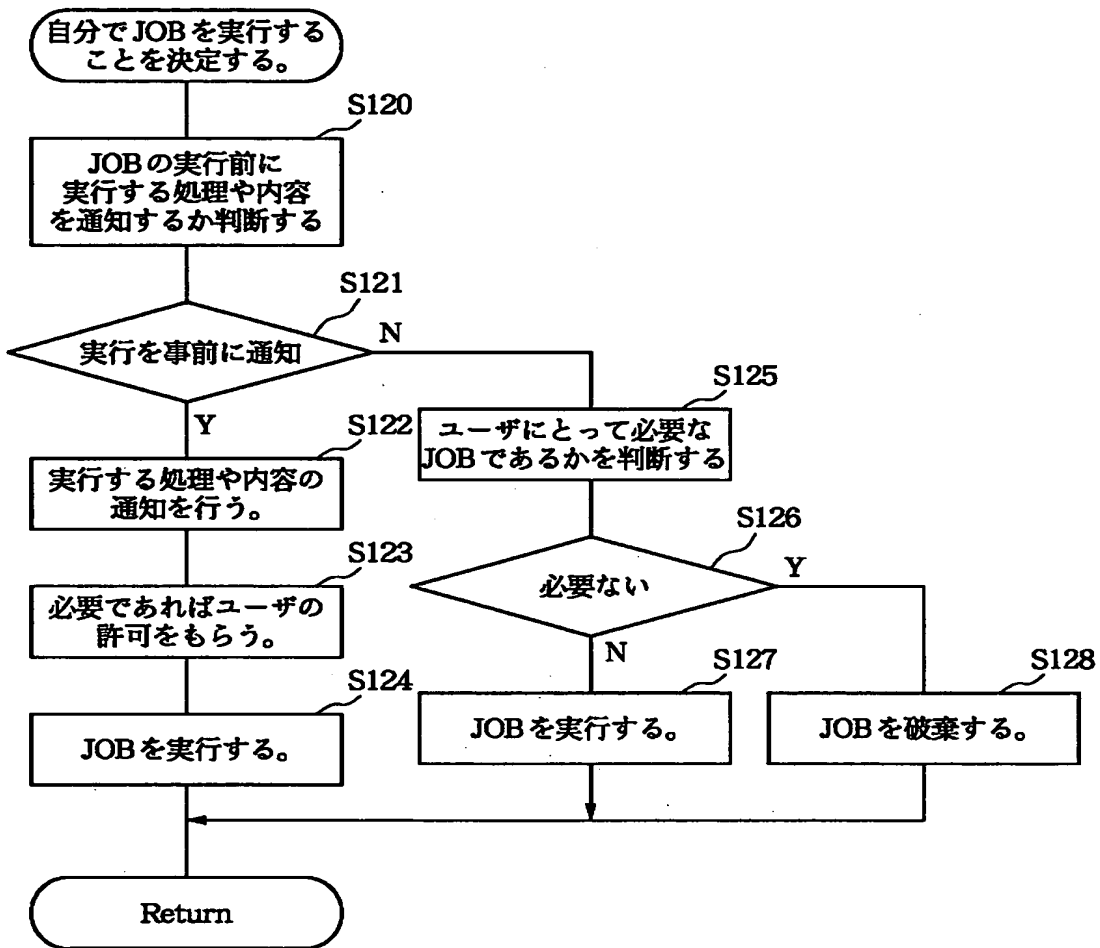 自分でJOBを実行する
ことを決定する。
S120
JOBの実行前に
実行する処理や内容
を通知するか判断する
S121
実行を事前に通知
N
Y
S122
実行する処理や内容の
通知を行う。
S123
必要であればユーザの
許可をもらう。
S124
JOBを実行する。
S125
ユーザにとって必要な
JOBであるかを判断する
S126
必要ない
Y
N
S127
JOBを実行する。
S128
JOBを破棄する。
Return